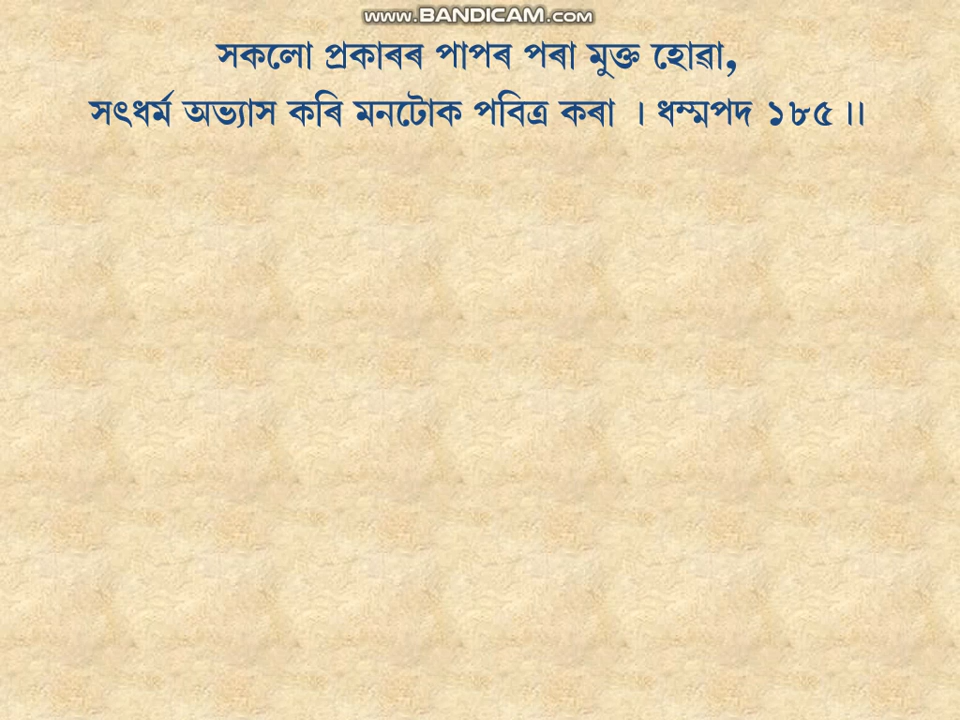 www.BANDICAM.com
সকলো প্ৰকাৰৰ পাপৰ পৰা মুক্ত হোৱা,
সৎধৰ্ম অভ্যাস কৰি মনটোক পবিত্ৰ কৰা । ধম্মপদ ১৮৫ ।।